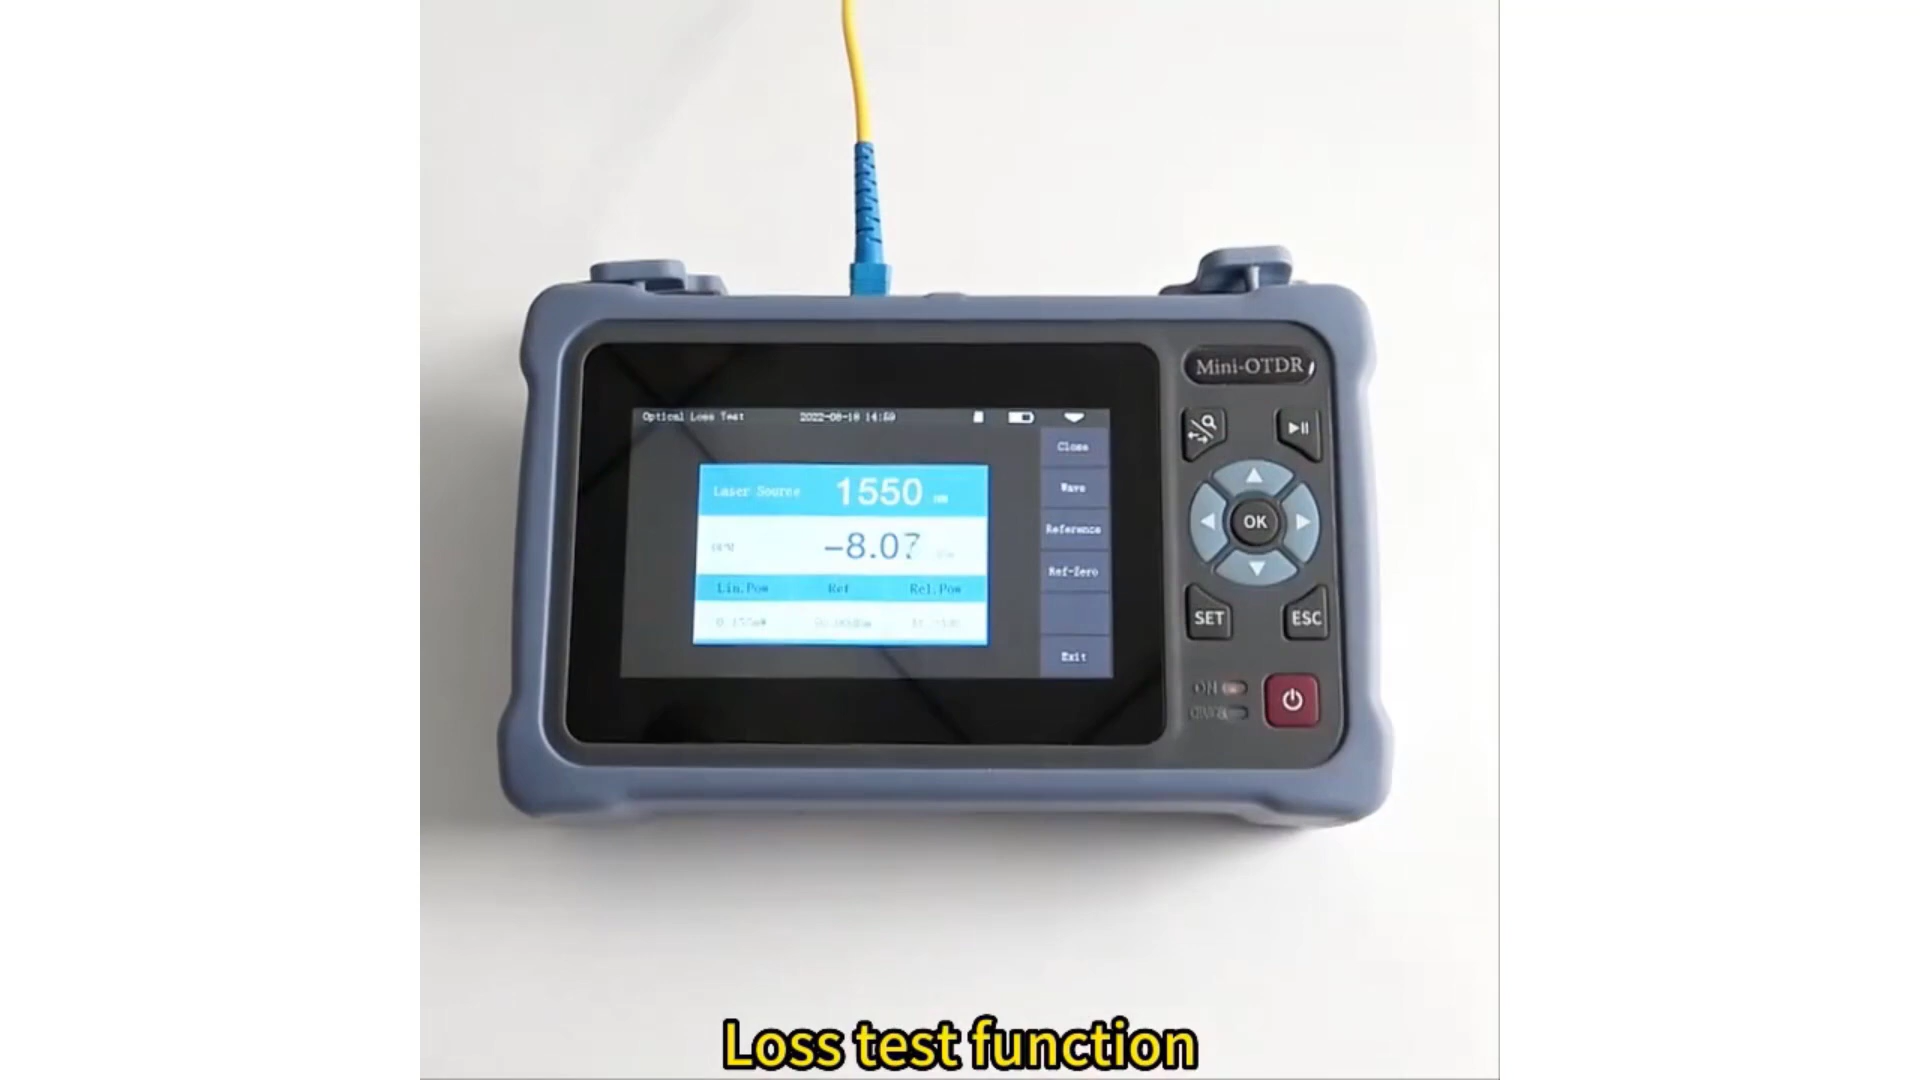 Mini-OTDR
Optical Loss Test 2022-08-18 14:59
Close
Laser Source 1550 nm
Wave
OPM -8.07
Reference
Lin.Pow Ref Rel.Pow
Ref-Zero
Exit
OK
SET ESC
ON
Loss test function